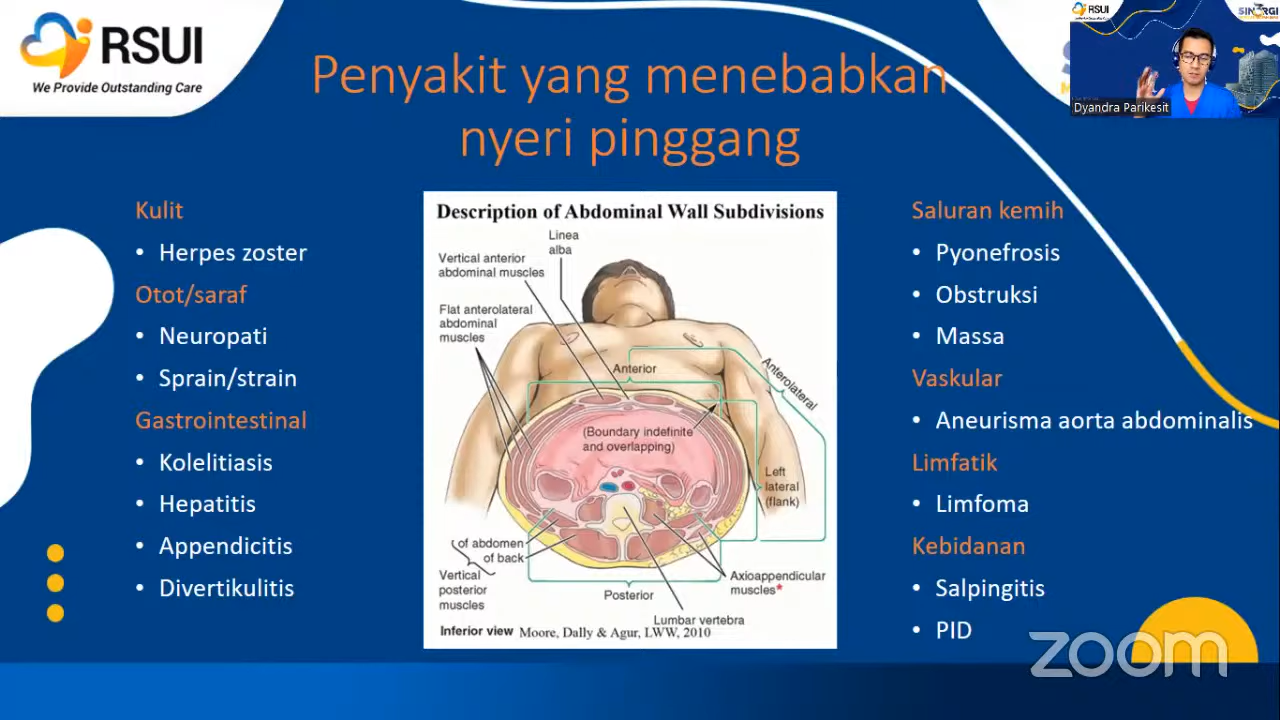 RSUI
We Provide Outstanding Care
Penyakit yang menebabkan
nyeri pinggang
Kulit
• Herpes zoster
Otot/saraf
• Neuropati
• Sprain/strain
Gastrointestinal
• Kolelitiasis
• Hepatitis
• Appendicitis
• Divertikulitis
Description of Abdominal Wall Subdivisions
Linea
alba
Vertical anterior
abdominal muscles
Flat anterolateral
abdominal
muscles
Anterior
Anterolateral
(Boundary indefinite
and overlapping)
Left
lateral
(flank)
of abdomen
of back
Vertical
posterior
muscles
Posterior
Axioappendicular
muscles*
Lumbar vertebra
Inferior view Moore, Dally & Agur, LWW, 2010
Saluran kemih
• Pyonefrosis
• Obstruksi
• Massa
Vaskular
• Aneurisma aorta abdominalis
Limfatik
• Limfoma
Kebidanan
• Salpingitis
• PID
RSUI
Dyandra Parikesit
zoom